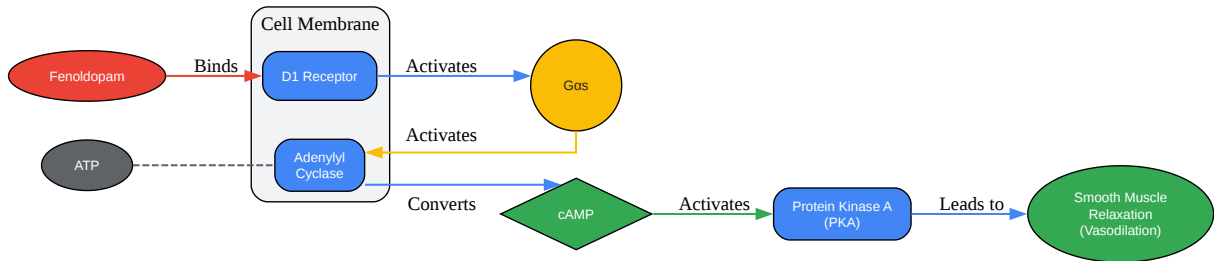 Cell Membrane
Fenoldopam
Binds
D1 Receptor
Activates
Gαs
Activates
ATP
Adenylyl
Cyclase
Converts
cAMP
Activates
Protein Kinase A
(PKA)
Leads to
Smooth Muscle
Relaxation
(Vasodilation)